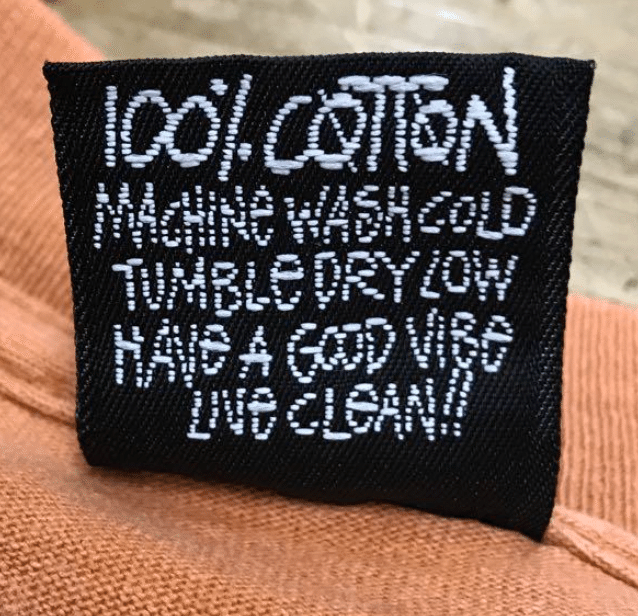 100% COTTON
MACHINE WASH COLD
TUMBLE DRY LOW
HAVE A GOOD VIBE
LIVE CLEAN!!